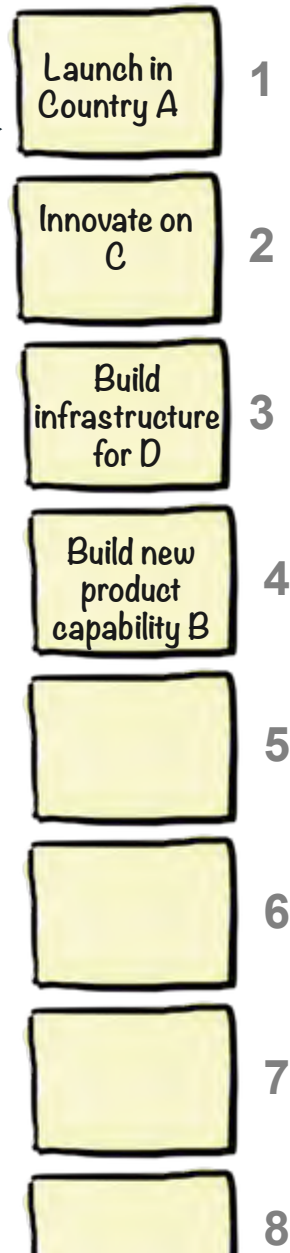 Launch in
Country A
1
Innovate on
C
2
Build
infrastructure
for D
3
Build new
product
capability B
4
5
6
7
8